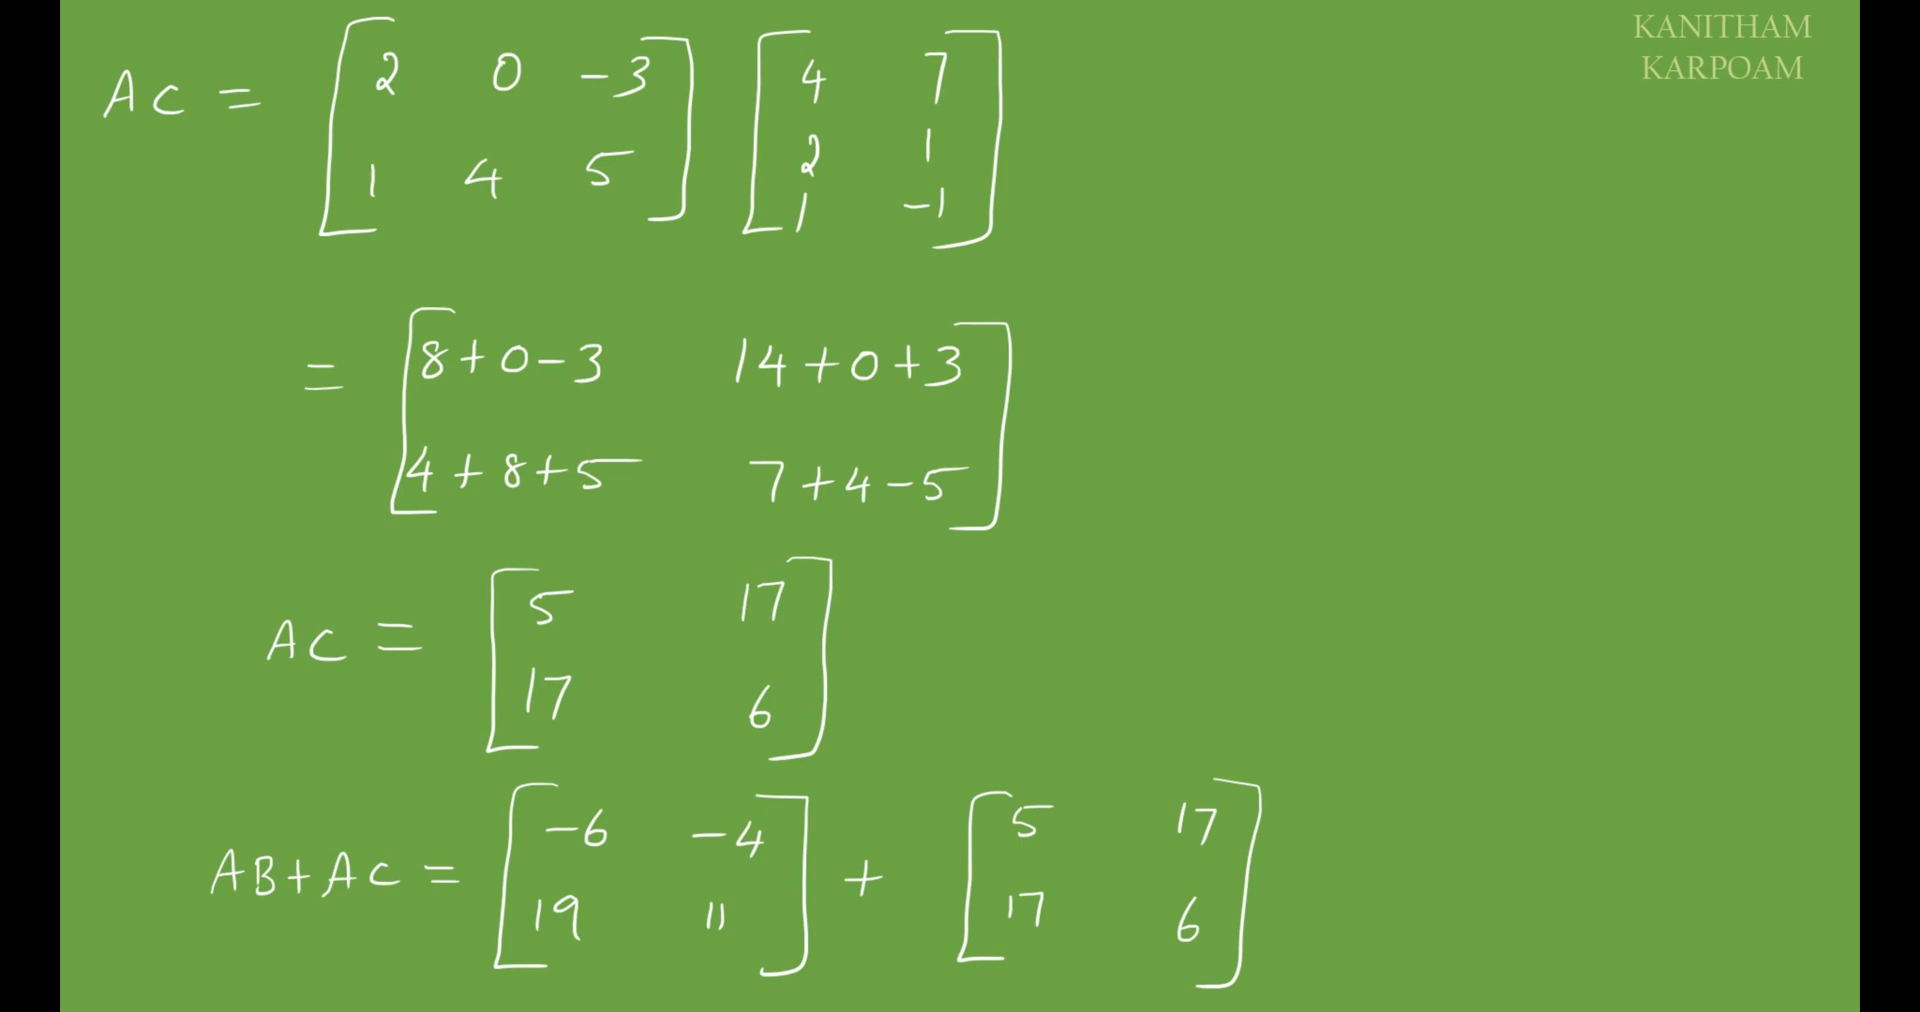 KANITHAM
KARPOAM
AC = [2 0 -3] [4 7]
[1 4 5] [2 1]
[1 -1]
= [8+0-3 14+0+3]
[4+8+5 7+4-5]
AC = [5 17]
[17 6]
AB+AC = [-6 -4] + [5 17]
[19 11] [17 6]